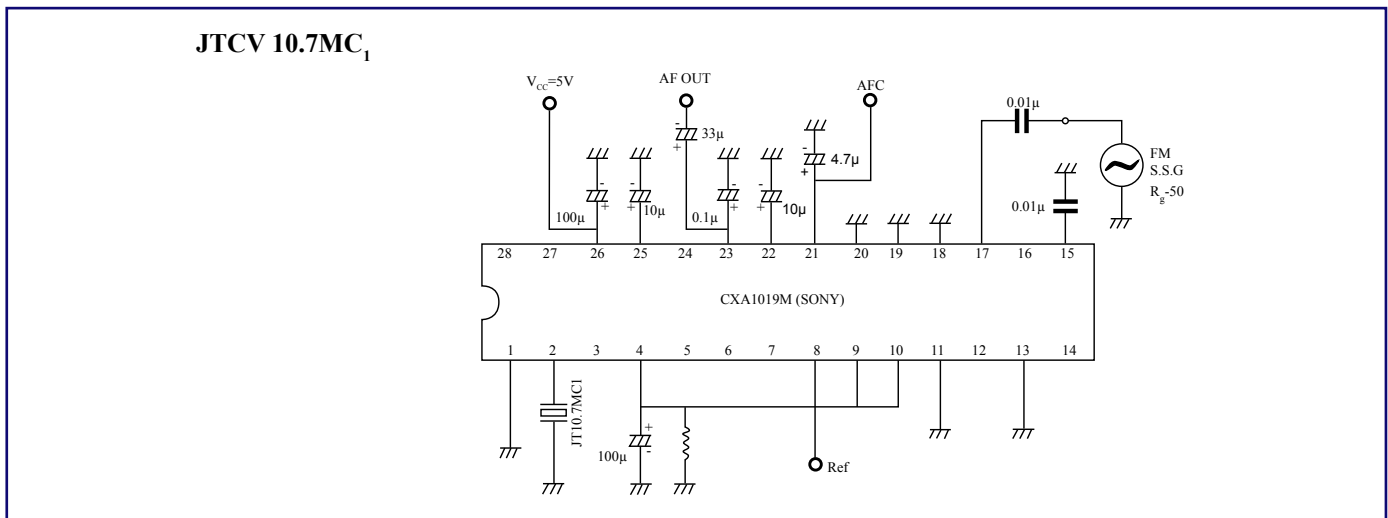 JTCV 10.7MC1
VCC=5V
AF OUT
AFC
0.01µ
33µ
4.7µ
FM
S.S.G
Rg-50
100µ
10µ
0.1µ
10µ
0.01µ
28 27 26 25 24 23 22 21 20 19 18 17 16 15
CXA1019M (SONY)
1 2 3 4 5 6 7 8 9 10 11 12 13 14
JT10.7MC1
100µ
Ref